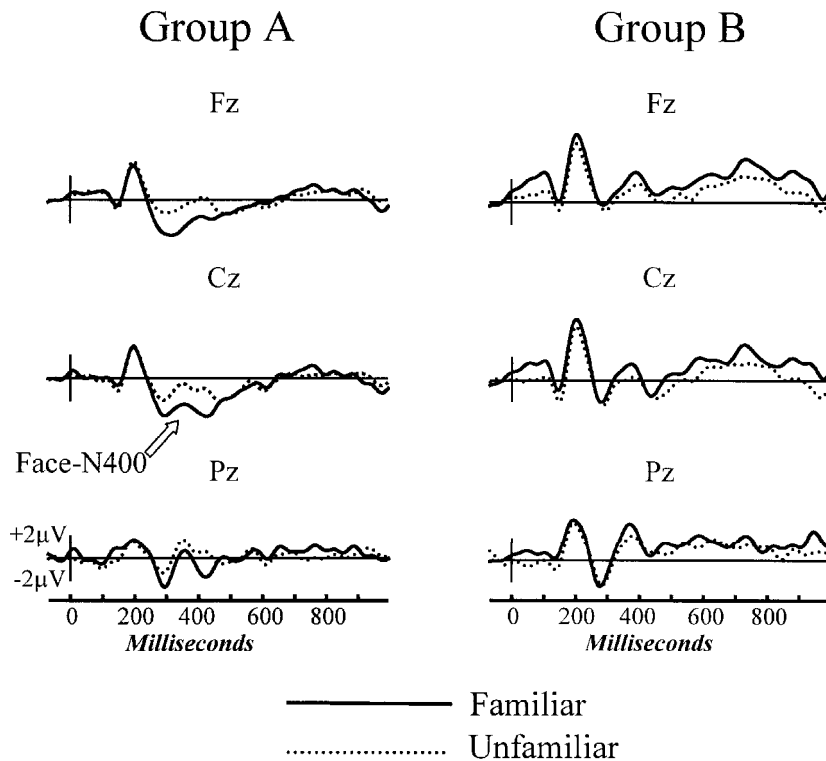 Group A Group B
Fz Fz
Cz Cz
Face-N400
Pz Pz
+2µV
-2µV
0 200 400 600 800 0 200 400 600 800
Milliseconds Milliseconds
Familiar
Unfamiliar